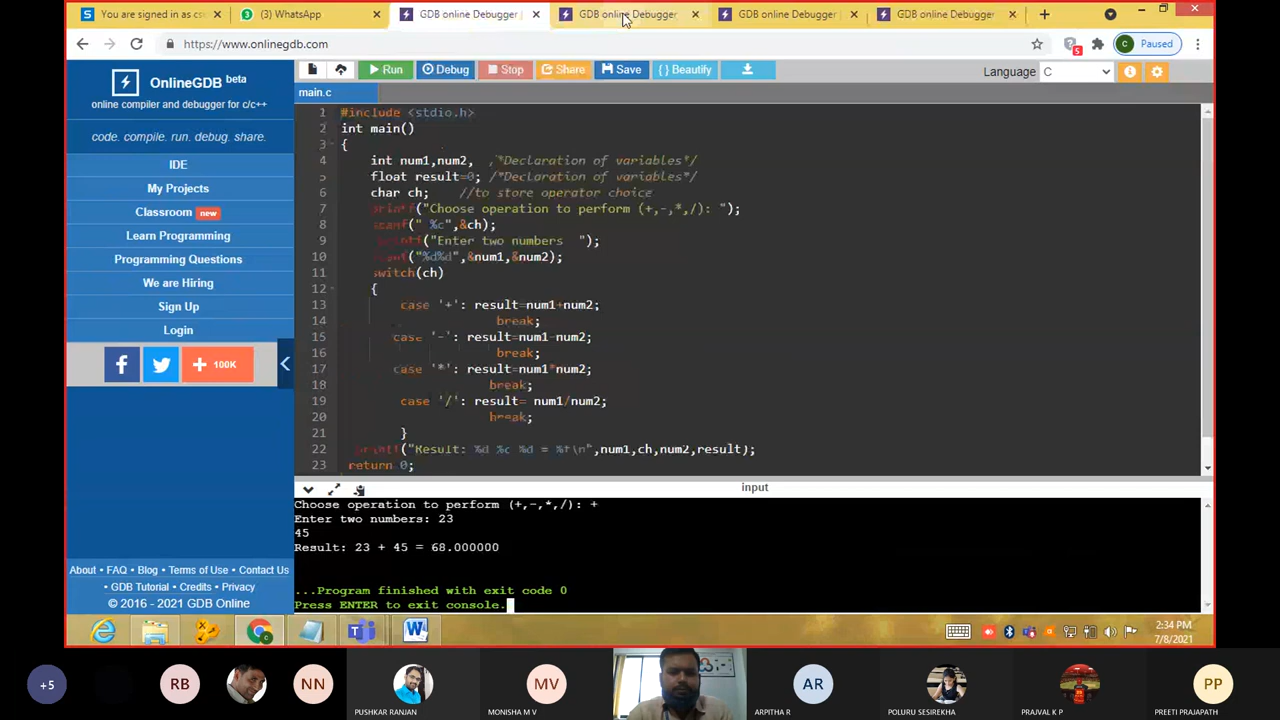 You are signed in as cs
(3) WhatsApp
GDB online Debugger
GDB online Debugger
GDB online Debugger
GDB online Debugger
https://www.onlinegdb.com
5
C
Paused
OnlineGDB beta
online compiler and debugger for c/c++
code. compile. run. debug. share.
IDE
My Projects
Classroom new
Learn Programming
Programming Questions
We are Hiring
Sign Up
Login
100K
About • FAQ • Blog • Terms of Use • Contact Us
• GDB Tutorial • Credits • Privacy
© 2016 - 2021 GDB Online
Run
Debug
Stop
Share
Save
{ } Beautify
Language C
main.c
1 #include <stdio.h>
2 int main()
3 {
4 int num1,num2, /*Declaration of variables*/
5 float result=0; /*Declaration of variables*/
6 char ch; //to store operator choice
7 printf("Choose operation to perform (+,-,*,/): ");
8 scanf(" %c",&ch);
9 printf("Enter two numbers ");
10 scanf("%d%d",&num1,&num2);
11 switch(ch)
12 {
13 case '+': result=num1+num2;
14 break;
15 case '-': result=num1-num2;
16 break;
17 case '*': result=num1*num2;
18 break;
19 case '/': result= num1/num2;
20 break;
21 }
22 printf("Result: %d %c %d = %f\n",num1,ch,num2,result);
23 return 0;
input
Choose operation to perform (+,-,*,/): +
Enter two numbers: 23
45
Result: 23 + 45 = 68.000000
...Program finished with exit code 0
Press ENTER to exit console.
2:34 PM
7/8/2021
+5
RB
NN
PUSHKAR RANJAN
MV
MONISHA M V
AR
ARPITHA R
POLURU SESIREKHA
PRAJVAL K P
PP
PREETI PRAJAPATH